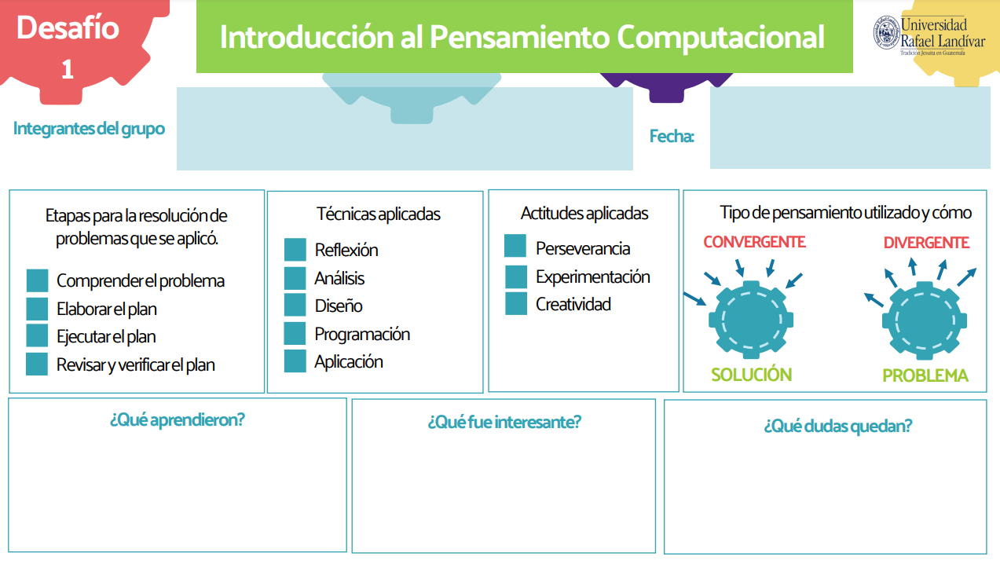 Desafío
1
Introducción al Pensamiento Computacional
Universidad
Rafael Landívar
Tradición Jesuita en Guatemala
Integrantes del grupo
Fecha:
Etapas para la resolución de
problemas que se aplicó.
Comprender el problema
Elaborar el plan
Ejecutar el plan
Revisar y verificar el plan
Técnicas aplicadas
Reflexión
Análisis
Diseño
Programación
Aplicación
Actitudes aplicadas
Perseverancia
Experimentación
Creatividad
Tipo de pensamiento utilizado y cómo
CONVERGENTE
DIVERGENTE
SOLUCIÓN
PROBLEMA
¿Qué aprendieron?
¿Qué fue interesante?
¿Qué dudas quedan?